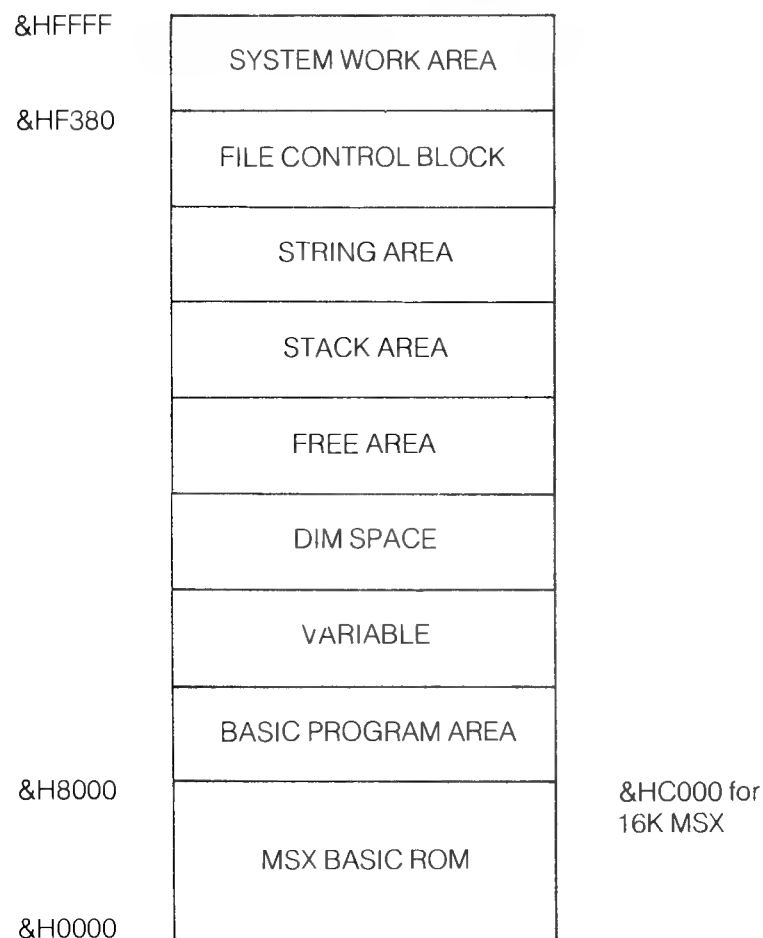 &HFFFF
SYSTEM WORK AREA
&HF380
FILE CONTROL BLOCK
STRING AREA
STACK AREA
FREE AREA
DIM SPACE
VARIABLE
BASIC PROGRAM AREA
&H8000
&HC000 for
16K MSX
MSX BASIC ROM
&H0000